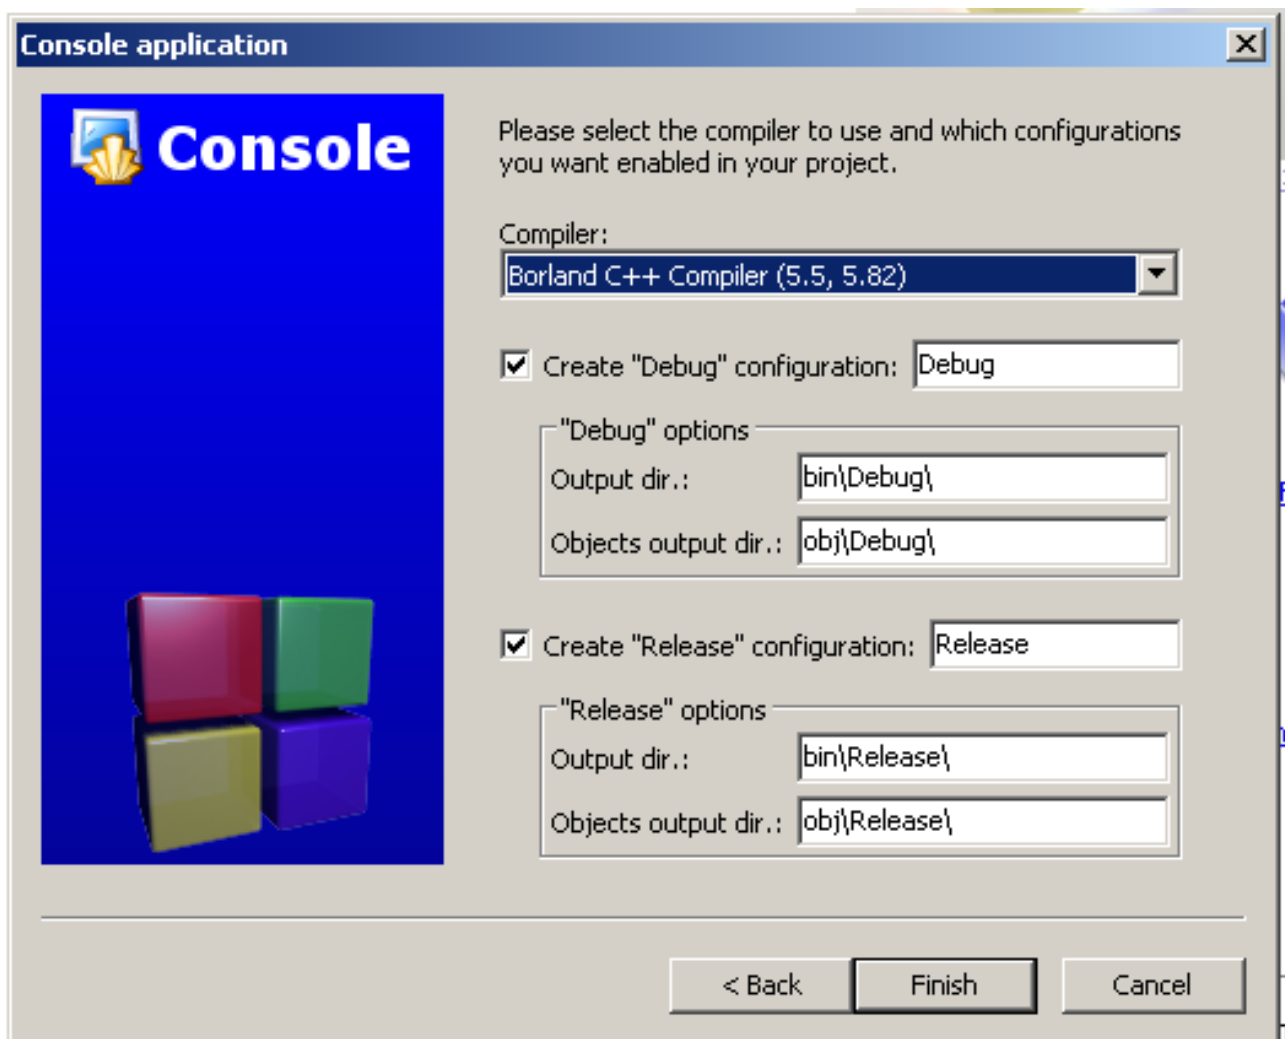 Console application
Console
Please select the compiler to use and which configurations
you want enabled in your project.
Compiler:
Borland C++ Compiler (5.5, 5.82)
Create "Debug" configuration: Debug
"Debug" options
Output dir.: bin\Debug\
Objects output dir.: obj\Debug\
Create "Release" configuration: Release
"Release" options
Output dir.: bin\Release\
Objects output dir.: obj\Release\
< Back Finish Cancel